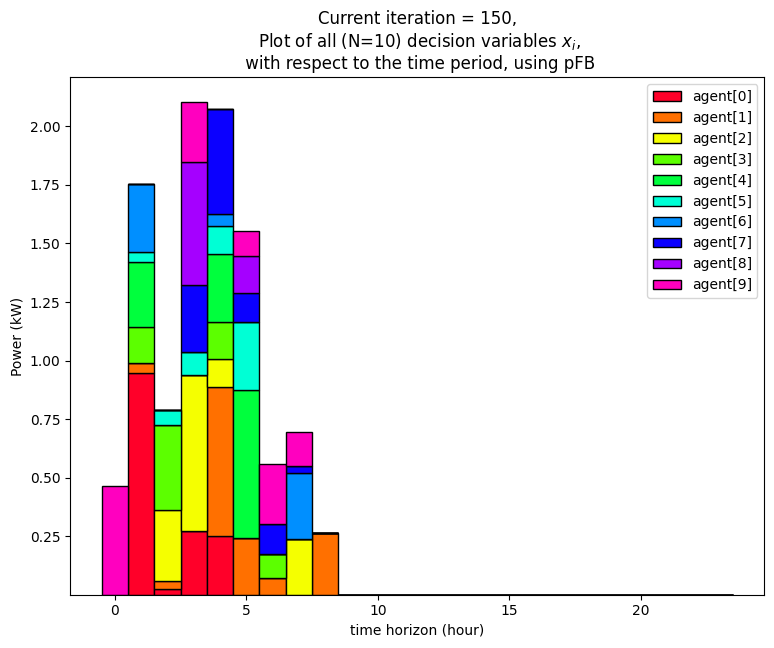 Current iteration = 150,
Plot of all (N=10) decision variables $x_i$,
with respect to the time period, using pFB
agent[0]
agent[1]
agent[2]
agent[3]
agent[4]
agent[5]
agent[6]
agent[7]
agent[8]
agent[9]
Power (kW)
2.00
1.75
1.50
1.25
1.00
0.75
0.50
0.25
0 5 10 15 20
time horizon (hour)